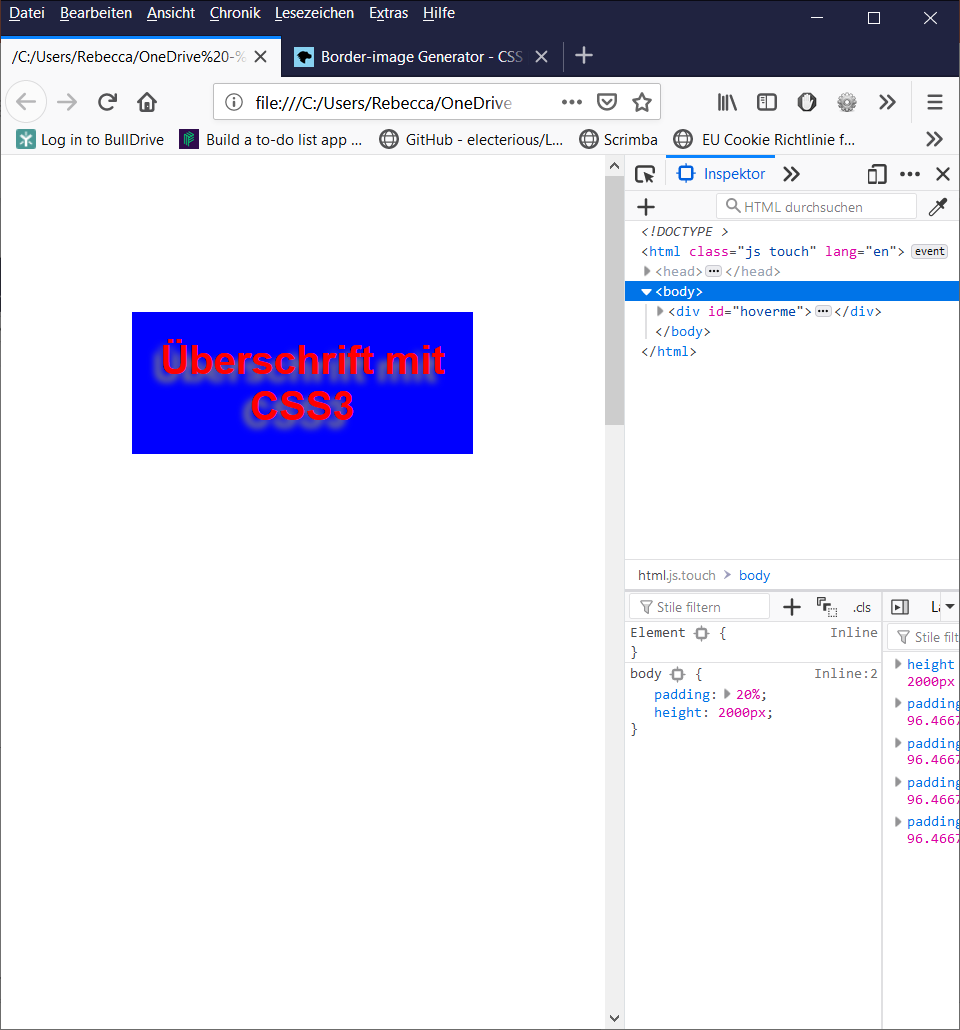 Datei Bearbeiten Ansicht Chronik Lesezeichen Extras Hilfe
/C:/Users/Rebecca/OneDrive%20-%
Border-image Generator - CSS
file:///C:/Users/Rebecca/OneDrive
Log in to BullDrive
Build a to-do list app ...
GitHub - electerious/L...
Scrimba
EU Cookie Richtlinie f...
Überschrift mit
CSS3
Inspektor
HTML durchsuchen
<!DOCTYPE >
<html class="js touch" lang="en"> event
<head>···</head>
<body>
<div id="hoverme">···</div>
</body>
</html>
html.js.touch > body
Stile filtern
.cls
Element { Inline
}
body { Inline:2
padding: 20%;
height: 2000px;
}
Stile filt
height
2000px
padding
96.4667
padding
96.4667
padding
96.4667
padding
96.4667